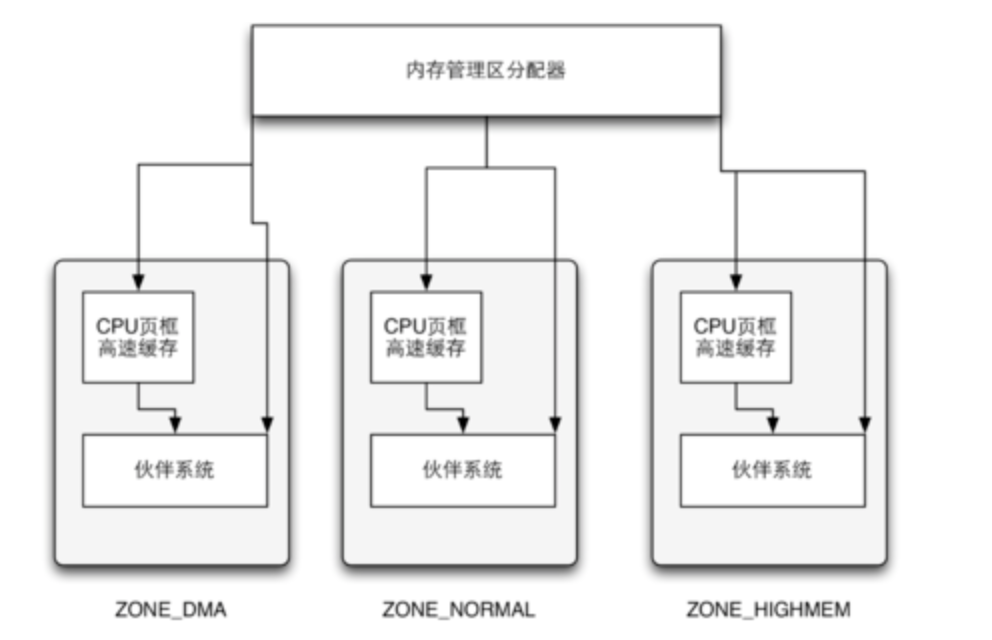 内存管理区分配器
CPU页框
高速缓存
CPU页框
高速缓存
CPU页框
高速缓存
伙伴系统
伙伴系统
伙伴系统
ZONE_DMA
ZONE_NORMAL
ZONE_HIGHMEM